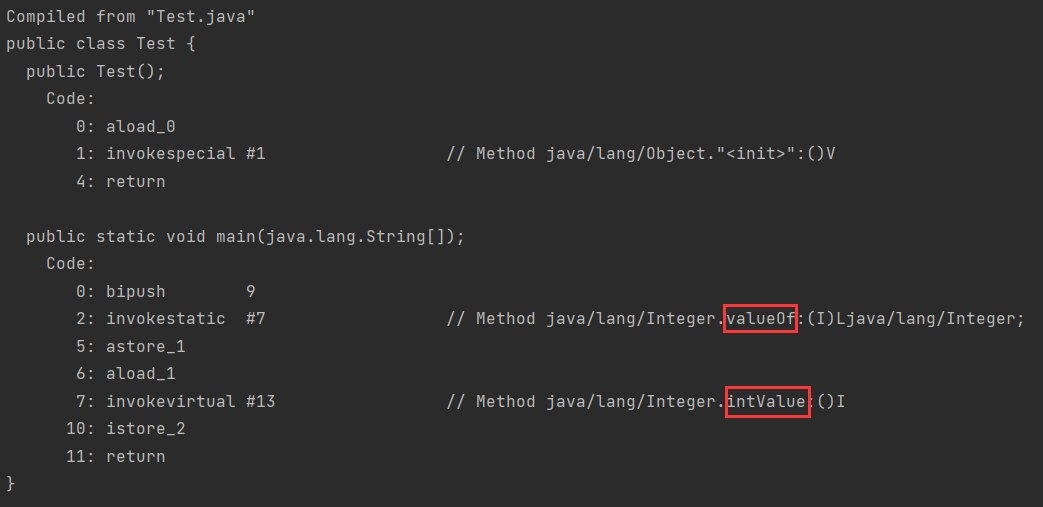 Compiled from "Test.java"
public class Test {
  public Test();
    Code:
       0: aload_0
       1: invokespecial #1                 // Method java/lang/Object."<init>":()V
       4: return

  public static void main(java.lang.String[]);
    Code:
       0: bipush        9
       2: invokestatic  #7                 // Method java/lang/Integer.valueOf:(I)Ljava/lang/Integer;
       5: astore_1
       6: aload_1
       7: invokevirtual #13                 // Method java/lang/Integer.intValue:()I
      10: istore_2
      11: return
}